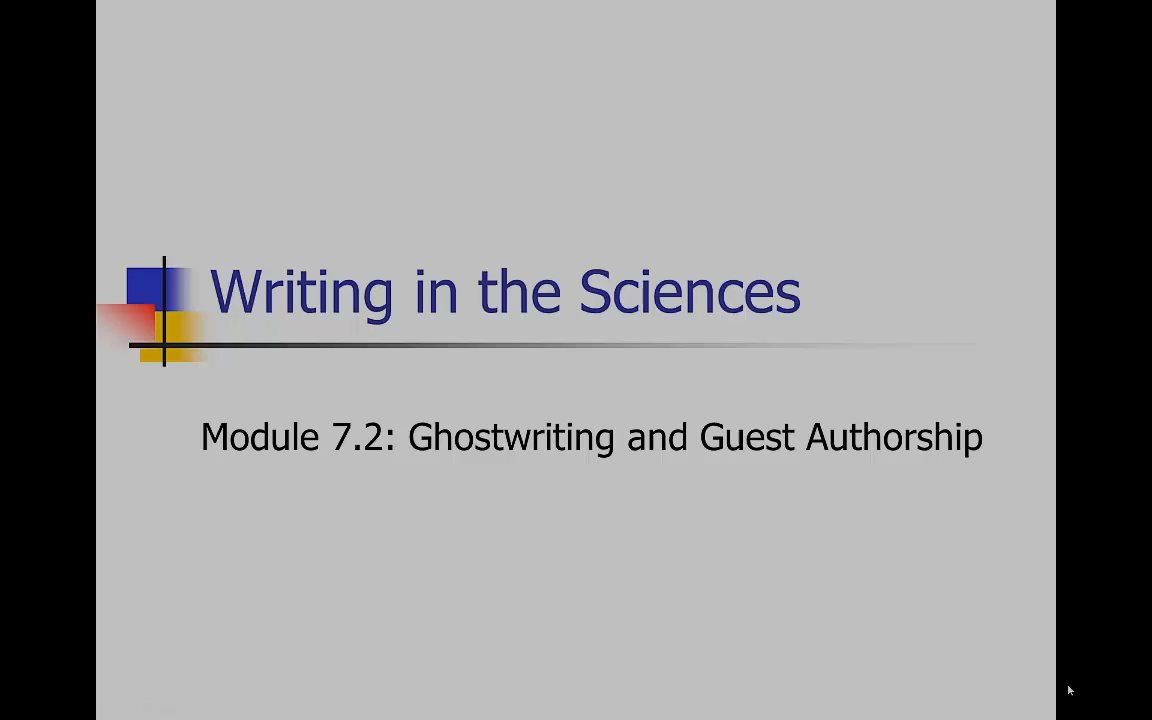 Writing in the Sciences
Module 7.2: Ghostwriting and Guest Authorship